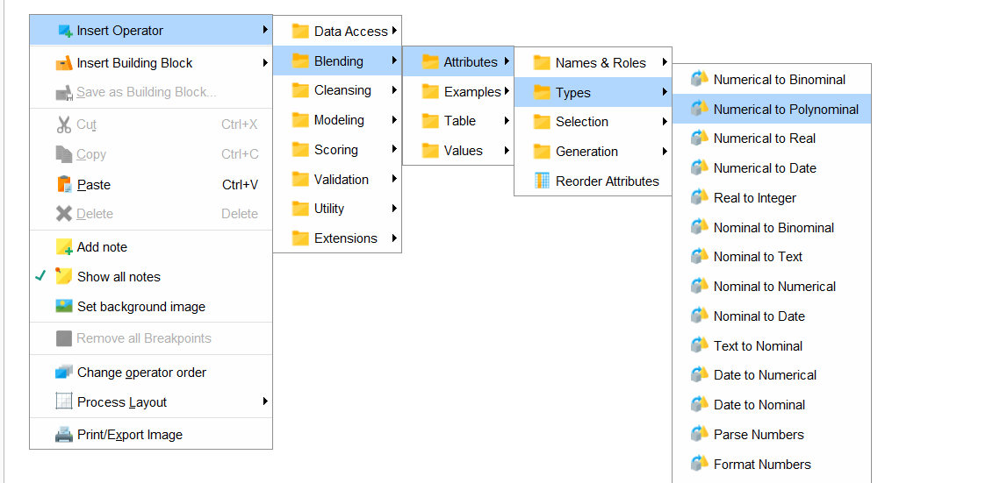 Insert Operator
Insert Building Block
Save as Building Block...
Cut Ctrl+X
Copy Ctrl+C
Paste Ctrl+V
Delete Delete
Add note
Show all notes
Set background image
Remove all Breakpoints
Change operator order
Process Layout
Print/Export Image
Data Access
Blending
Cleansing
Modeling
Scoring
Validation
Utility
Extensions
Attributes
Examples
Table
Values
Names & Roles
Types
Selection
Generation
Reorder Attributes
Numerical to Binominal
Numerical to Polynominal
Numerical to Real
Numerical to Date
Real to Integer
Nominal to Binominal
Nominal to Text
Nominal to Numerical
Nominal to Date
Text to Nominal
Date to Numerical
Date to Nominal
Parse Numbers
Format Numbers